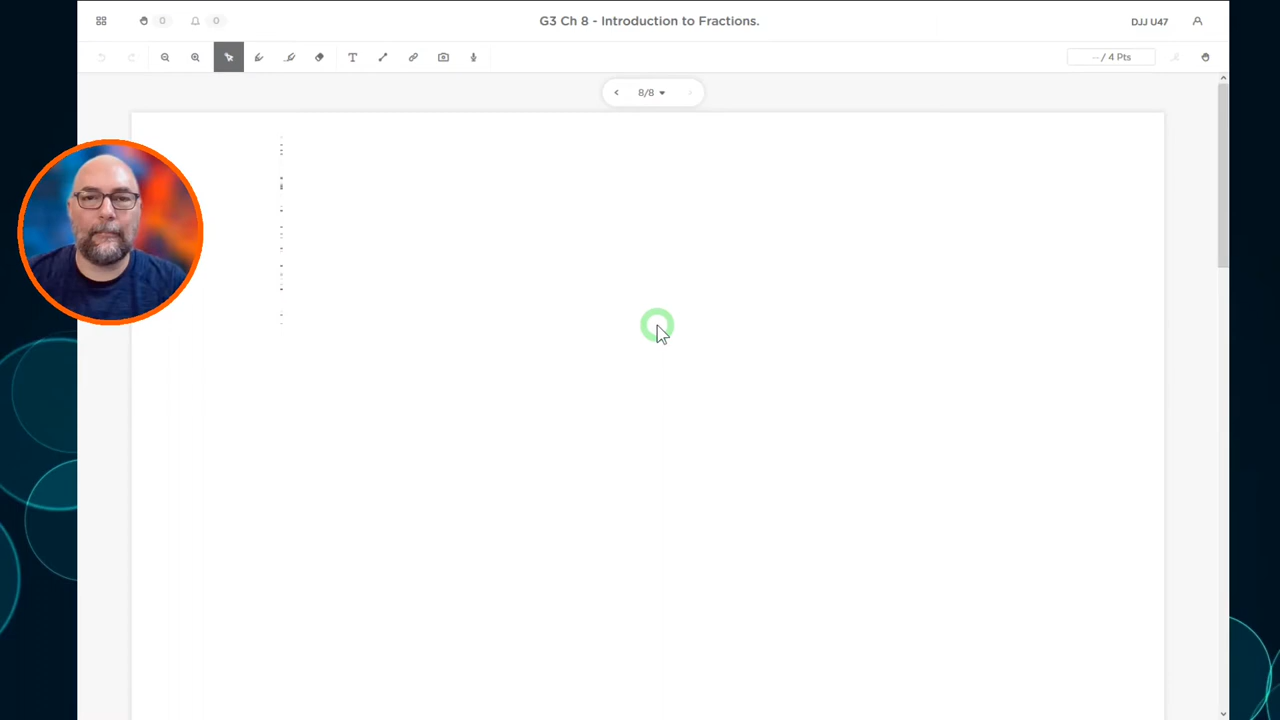 0 0 G3 Ch 8 - Introduction to Fractions. DJJ U47
T -- / 4 Pts
8/8